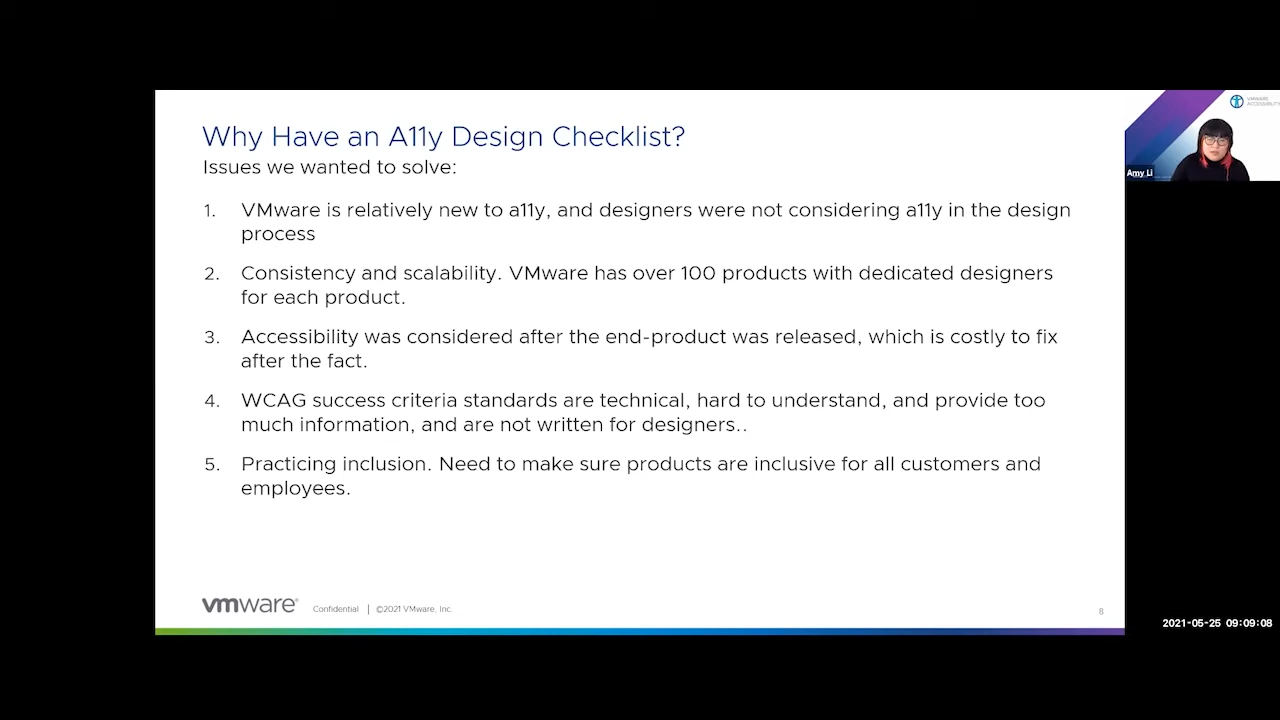 Why Have an A11y Design Checklist?
Issues we wanted to solve:
1. VMware is relatively new to a11y, and designers were not considering a11y in the design
process
2. Consistency and scalability. VMware has over 100 products with dedicated designers
for each product.
3. Accessibility was considered after the end-product was released, which is costly to fix
after the fact.
4. WCAG success criteria standards are technical, hard to understand, and provide too
much information, and are not written for designers..
5. Practicing inclusion. Need to make sure products are inclusive for all customers and
employees.
vmware® Confidential | ©2021 VMware, Inc.
8
VMWARE
ACCESSIBILITY
Amy Li
2021-05-25 09:09:08